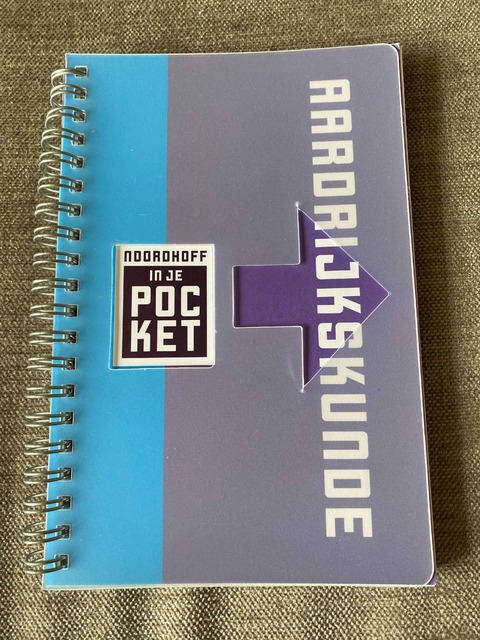 NOORDHOFF
IN JE
POC
KET
AARDRIJKSKUNDE